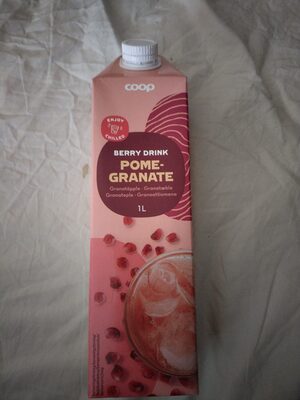 coop
ENJOY
CHILLED
BERRY DRINK
POME-
GRANATE
Granatäpple · Granatæble
Granateple · Granaattiomena
1L